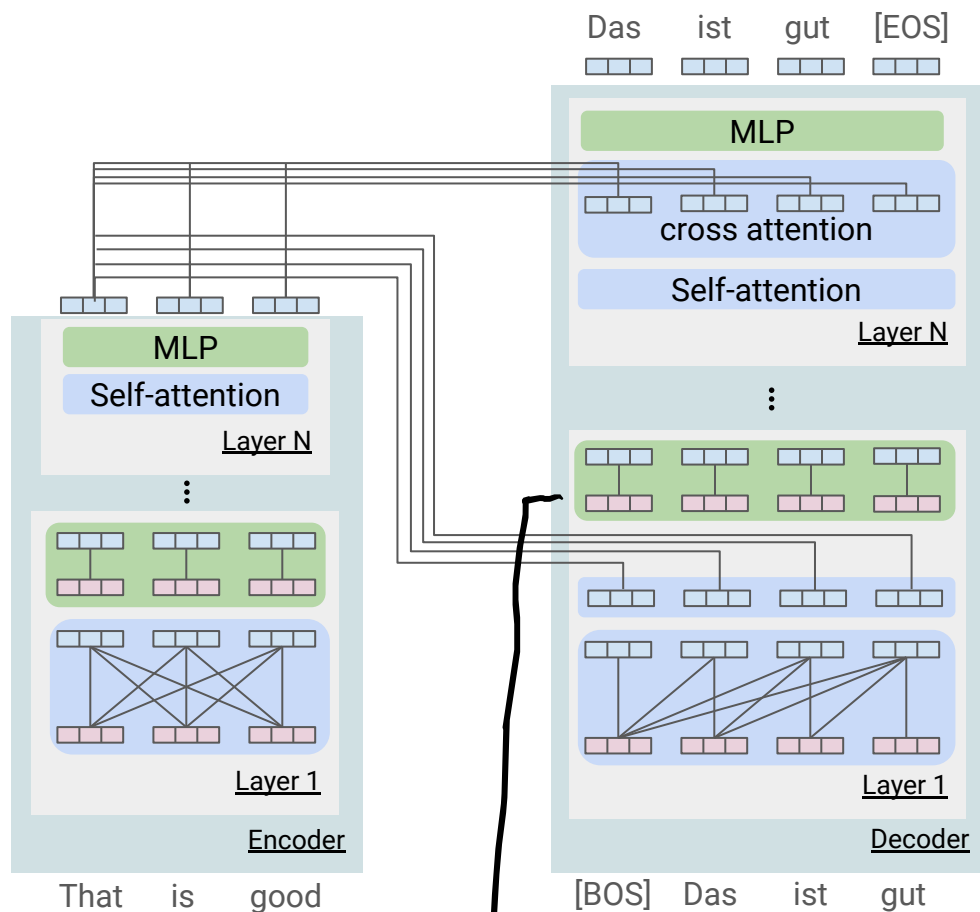 Das ist gut [EOS]
MLP
cross attention
Self-attention
Layer N
MLP
Self-attention
Layer N
Layer 1
Encoder
That is good
Layer 1
Decoder
[BOS] Das ist gut